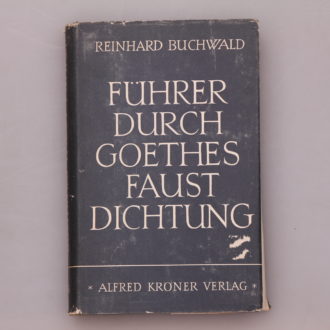 REINHARD BUCHWALD
FÜHRER
DURCH
GOETHES
FAUST
DICHTUNG
* ALFRED KRÖNER VERLAG *